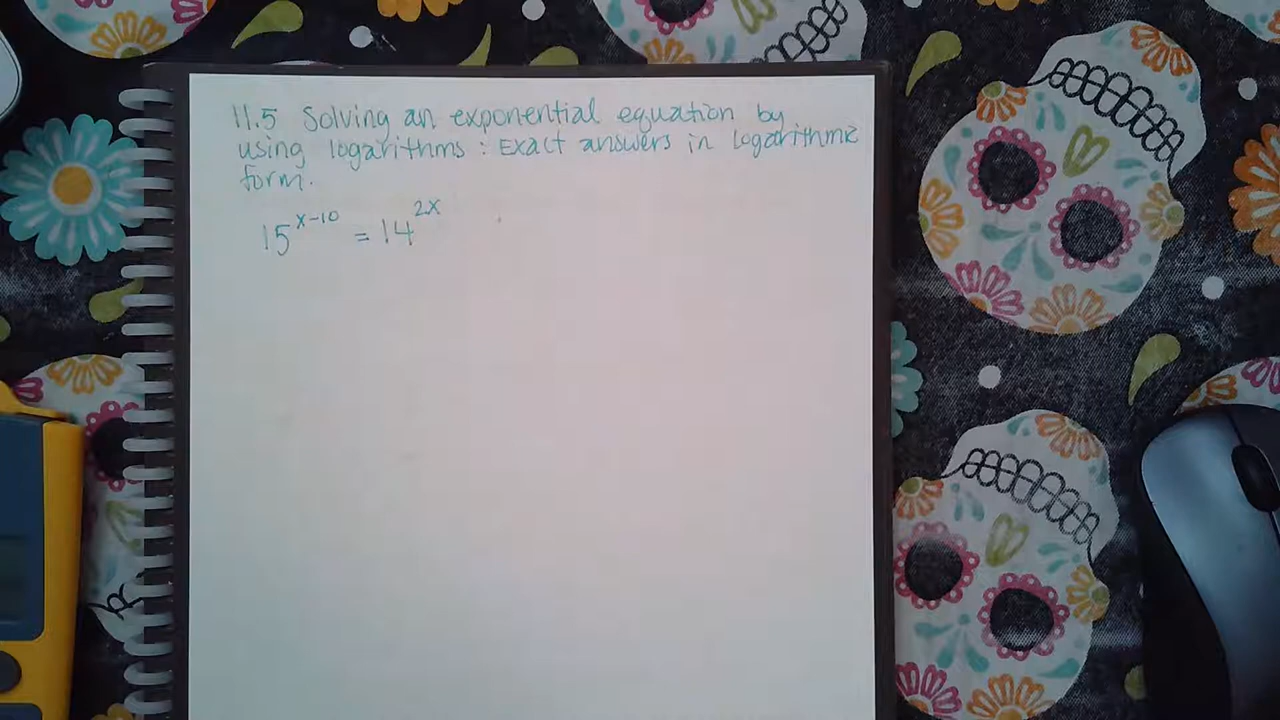 11.5 Solving an exponential equation by
using logarithms : Exact answers in logarithmic
form.
15^{x-10} = 14^{2x}